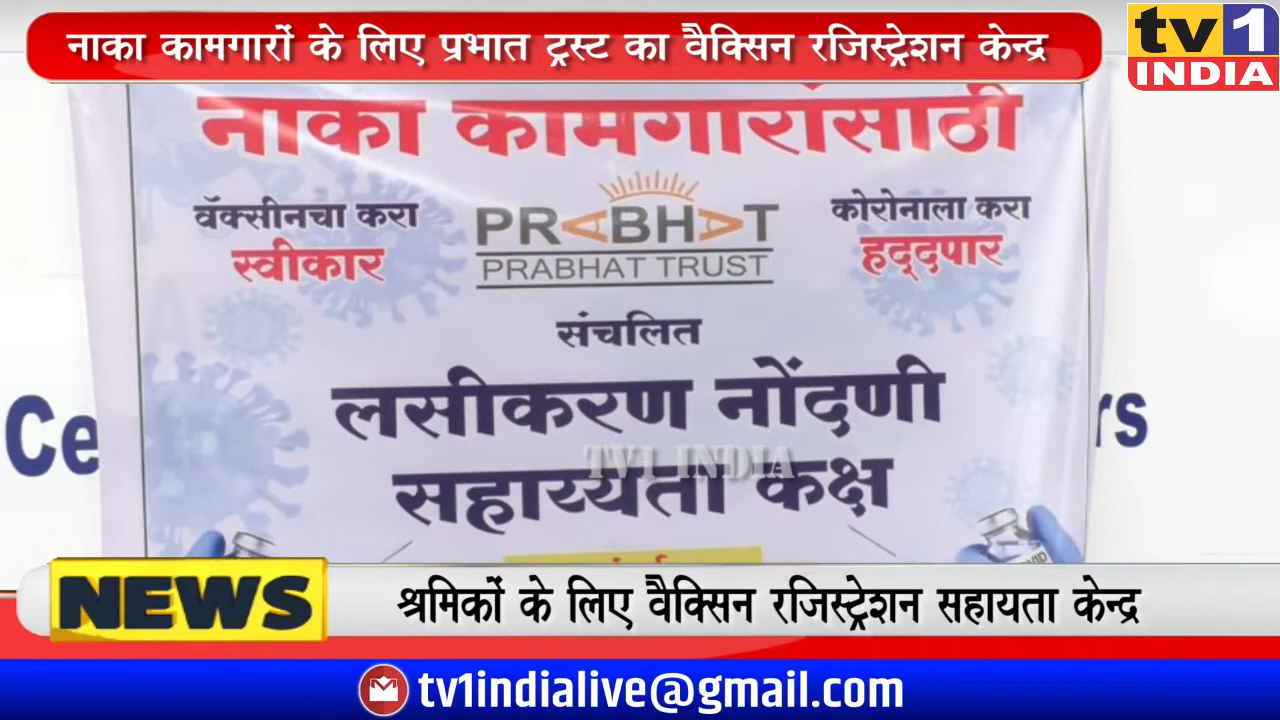 नाका कामगारों के लिए प्रभात ट्रस्ट का वैक्सिन रजिस्ट्रेशन केन्द्र
tv1
INDIA
नाका कामगारांसाठी
वॅक्सीनचा करा
स्वीकार
PRABHAT
PRABHAT TRUST
कोरोनाला करा
हद्दपार
संचलित
लसीकरण नोंदणी
TV1 INDIA
सहाय्यता कक्ष
Ce
rs
NEWS
श्रमिकों के लिए वैक्सिन रजिस्ट्रेशन सहायता केन्द्र
tv1indialive@gmail.com